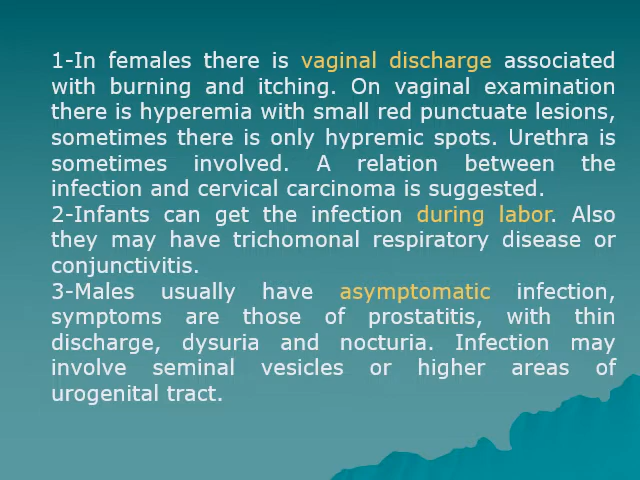 1-In females there is vaginal discharge associated
with burning and itching. On vaginal examination
there is hyperemia with small red punctuate lesions,
sometimes there is only hypremic spots. Urethra is
sometimes involved. A relation between the
infection and cervical carcinoma is suggested.
2-Infants can get the infection during labor. Also
they may have trichomonal respiratory disease or
conjunctivitis.
3-Males usually have asymptomatic infection,
symptoms are those of prostatitis, with thin
discharge, dysuria and nocturia. Infection may
involve seminal vesicles or higher areas of
urogenital tract.